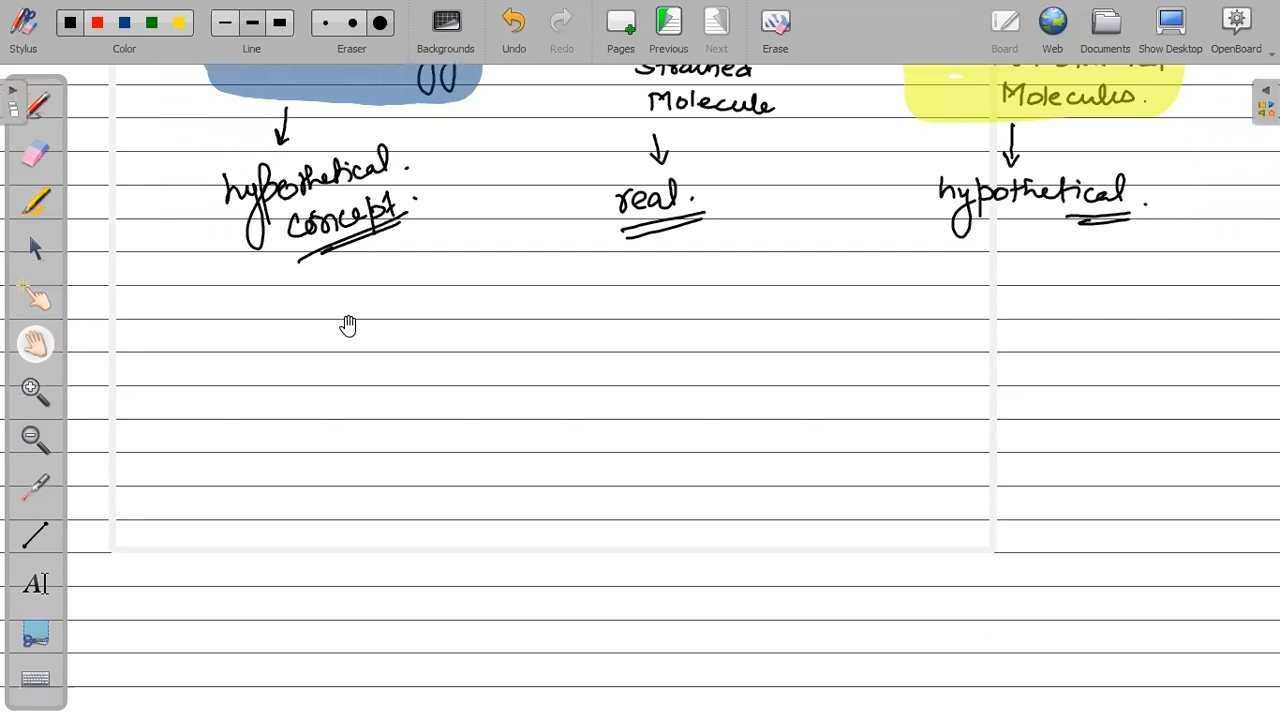 Stylus
Color
Line
Eraser
Backgrounds
Undo
Redo
Pages
Previous
Next
Erase
Board
Web
Documents
Show Desktop
OpenBoard
Strained
Molecule
Molecules.
hypothetical.
concept.
real.
hypothetical.
A